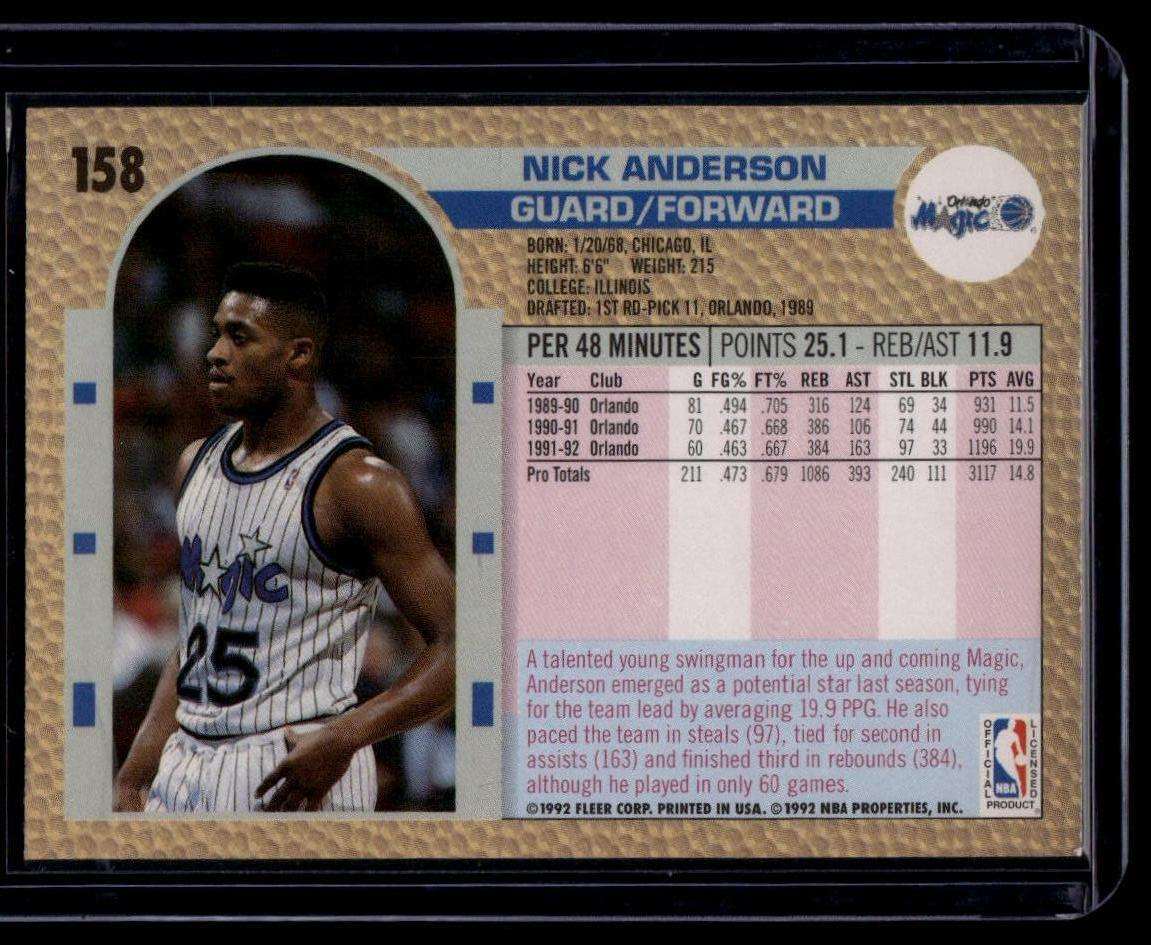 158
NICK ANDERSON
GUARD/FORWARD
Orlando
Magic
BORN: 1/20/68, CHICAGO, IL
HEIGHT: 6'6" WEIGHT: 215
COLLEGE: ILLINOIS
DRAFTED: 1ST RD-PICK 11, ORLANDO, 1989
PER 48 MINUTES | POINTS 25.1 - REB/AST 11.9
Year Club G FG% FT% REB AST STL BLK PTS AVG
1989-90 Orlando 81 .494 .705 316 124 69 34 931 11.5
1990-91 Orlando 70 .467 .668 386 106 74 44 990 14.1
1991-92 Orlando 60 .463 .667 384 163 97 33 1196 19.9
Pro Totals 211 .473 .679 1086 393 240 111 3117 14.8
Magic
25
A talented young swingman for the up and coming Magic,
Anderson emerged as a potential star last season, tying
for the team lead by averaging 19.9 PPG. He also
paced the team in steals (97), tied for second in
assists (163) and finished third in rebounds (384),
although he played in only 60 games.
©1992 FLEER CORP. PRINTED IN USA. ©1992 NBA PROPERTIES, INC.
OFFICIAL
LICENSED
NBA
PRODUCT